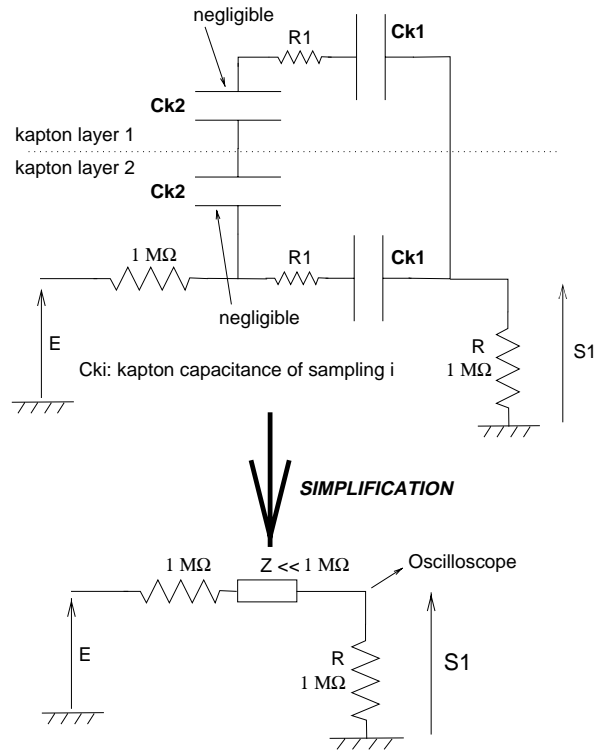 negligible
R1
Ck1
Ck2
kapton layer 1
kapton layer 2
Ck2
1 MΩ
R1
Ck1
negligible
E
R
1 MΩ
S1
Cki: kapton capacitance of sampling i
SIMPLIFICATION
1 MΩ
Z << 1 MΩ
Oscilloscope
E
R
1 MΩ
S1